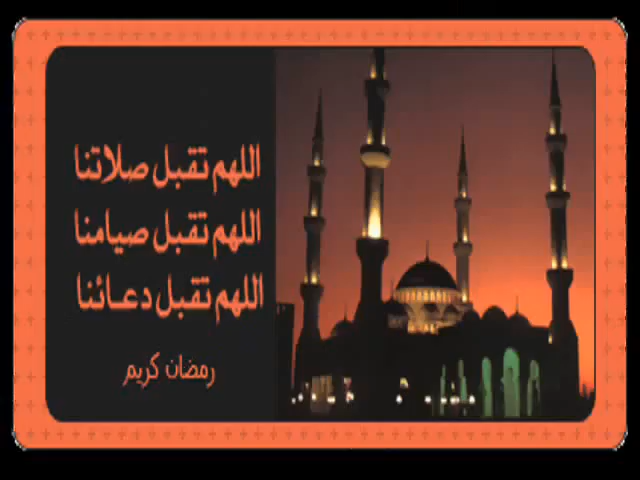 اللهم تقبل صلاتنا
اللهم تقبل صيامنا
اللهم تقبل دعائنا
رمضان كريم